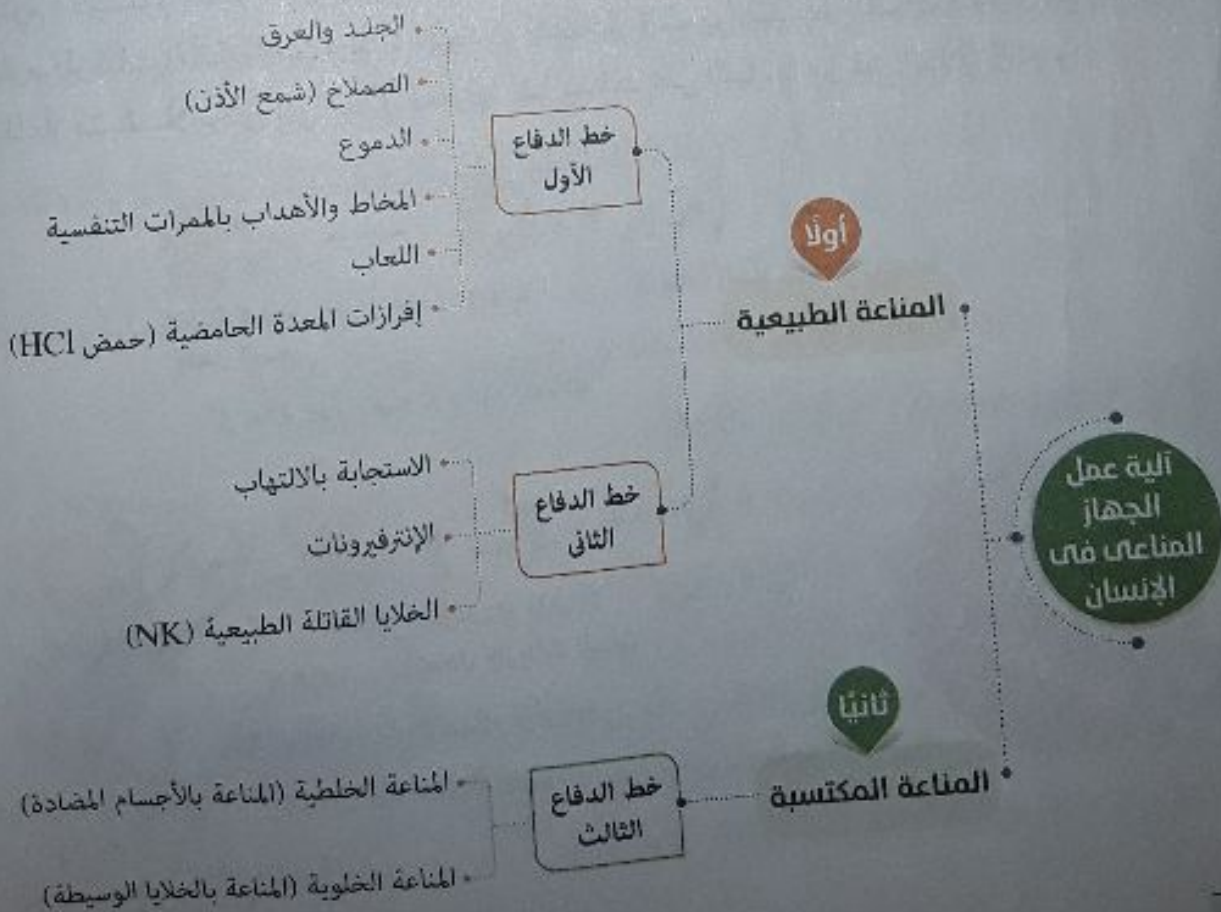 آلية عمل
الجهاز
المناعى فى
الإنسان
أولًا
المناعة الطبيعية
خط الدفاع
الأول
• الجلد والعرق
• الصملاخ (شمع الأذن)
• الدموع
• المخاط والأهداب بالممرات التنفسية
• اللعاب
• إفرازات المعدة الحامضية (حمض HCl)
خط الدفاع
الثانى
• الاستجابة بالالتهاب
• الإنترفيرونات
• الخلايا القاتلة الطبيعية (NK)
ثانيًا
المناعة المكتسبة
خط الدفاع
الثالث
• المناعة الخلطية (المناعة بالأجسام المضادة)
• المناعة الخلوية (المناعة بالخلايا الوسيطة)